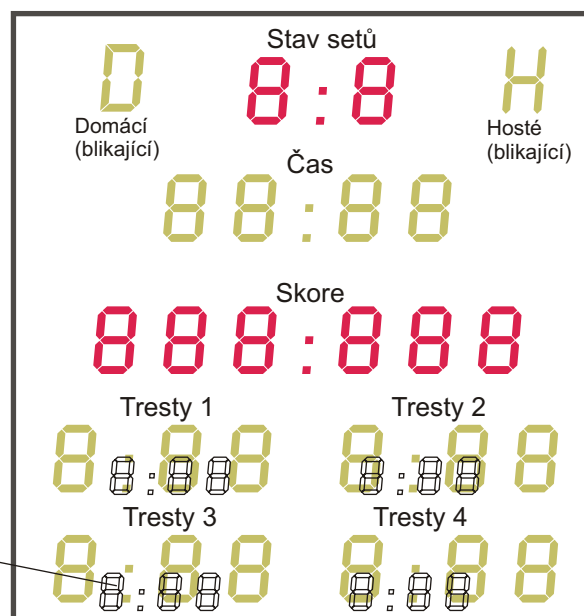 Stav setů
D 8:8 H
Domácí
(blikající)
Hosté
(blikající)
Čas
88:88
Skore
888:888
Tresty 1 Tresty 2
8:88 8:88
Tresty 3 Tresty 4
8:88 8:88